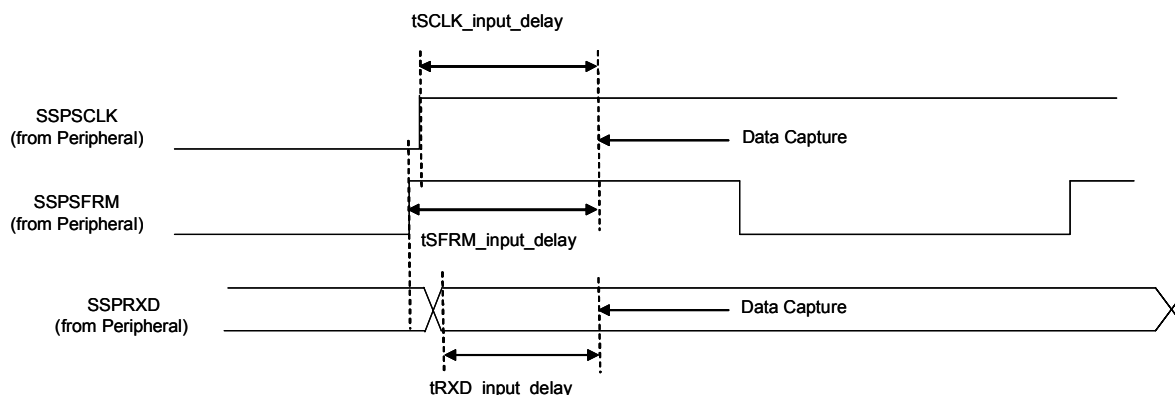 tSCLK_input_delay
SSPSCLK
(from Peripheral)
Data Capture
SSPSFRM
(from Peripheral)
tSFRM_input_delay
SSPRXD
(from Peripheral)
Data Capture
tRXD_input_delay